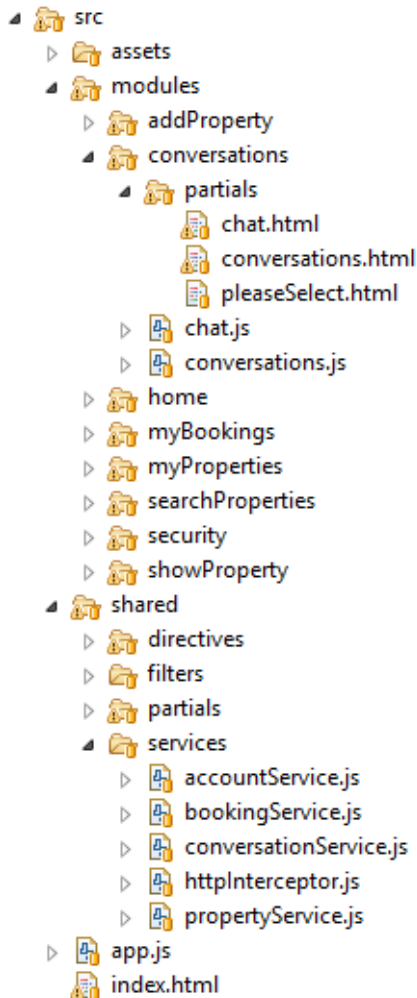 src
assets
modules
addProperty
conversations
partials
chat.html
conversations.html
pleaseSelect.html
chat.js
conversations.js
home
myBookings
myProperties
searchProperties
security
showProperty
shared
directives
filters
partials
services
accountService.js
bookingService.js
conversationService.js
httpInterceptor.js
propertyService.js
app.js
index.html